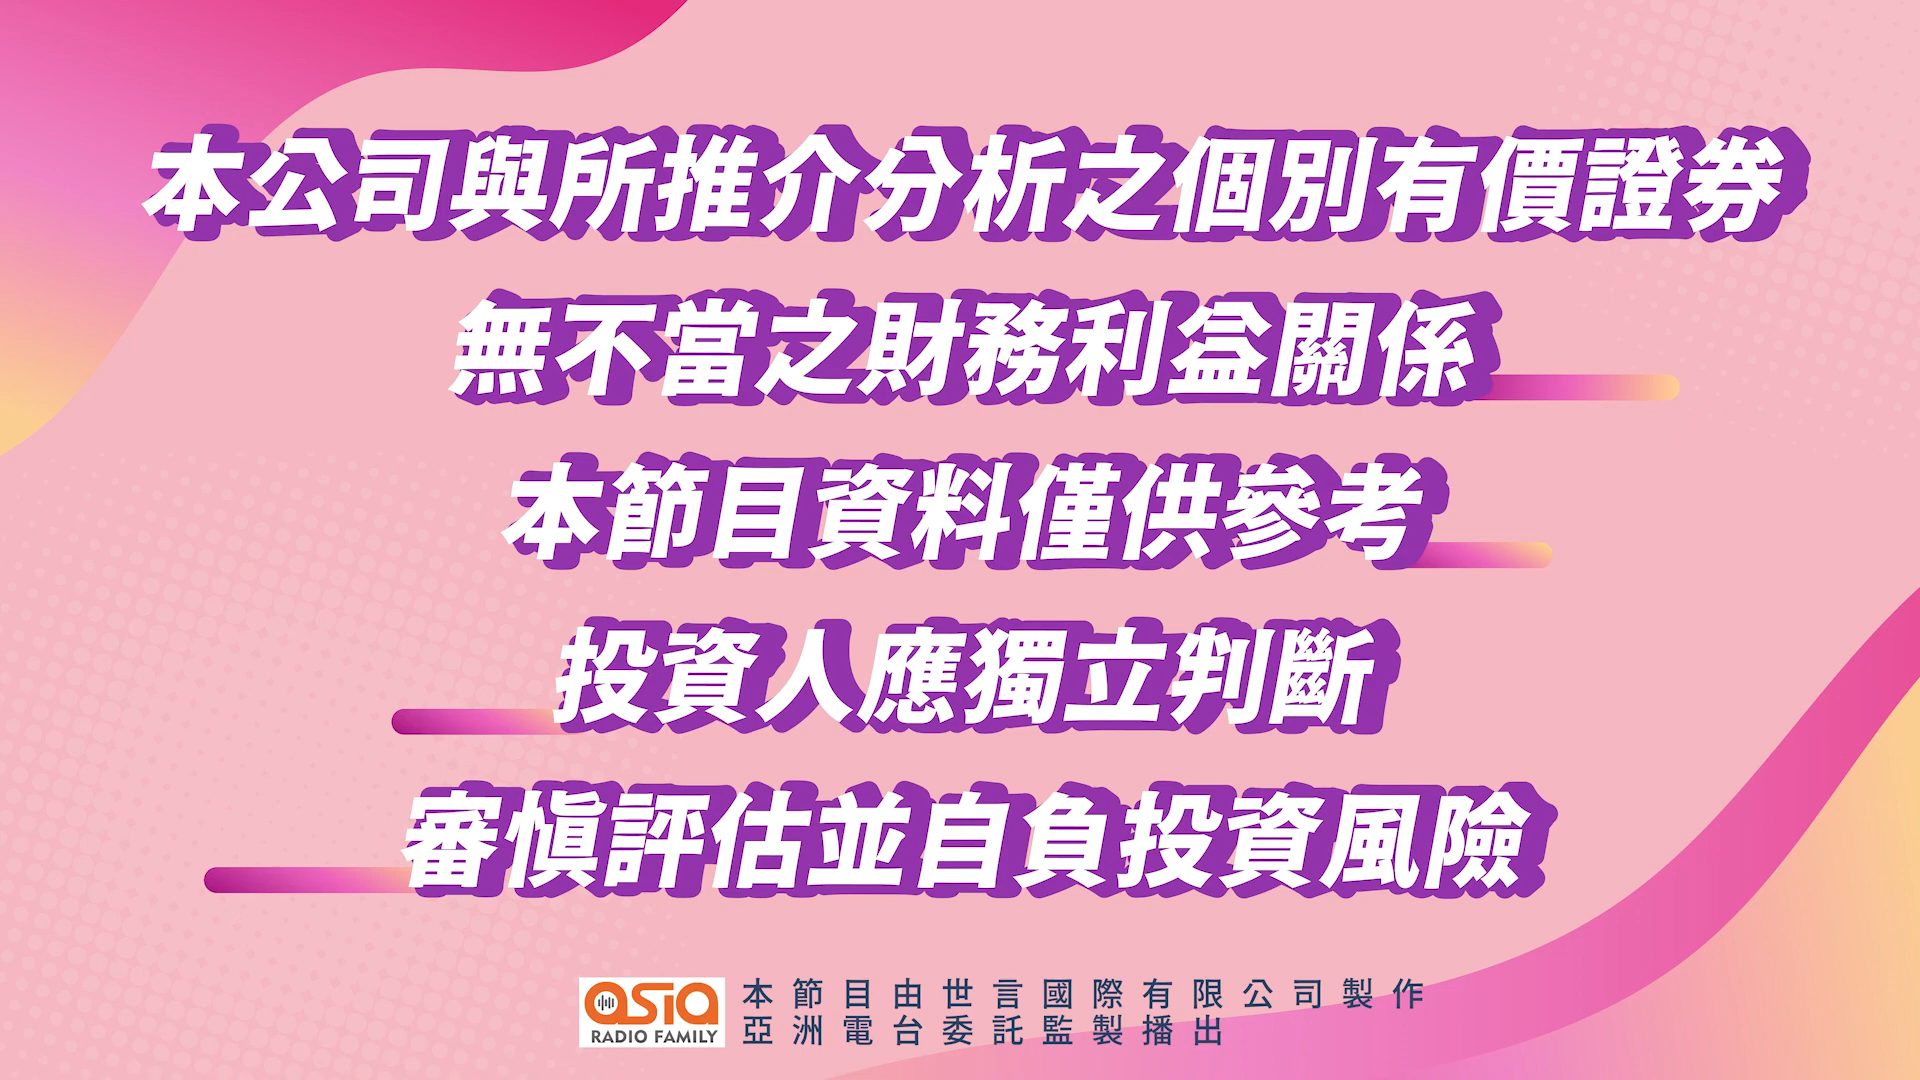 本公司與所推介分析之個別有價證券
無不當之財務利益關係
本節目資料僅供參考
投資人應獨立判斷
審慎評估並自負投資風險
asia
RADIO FAMILY
本節目由世言國際有限公司製作
亞洲電台委託監製播出